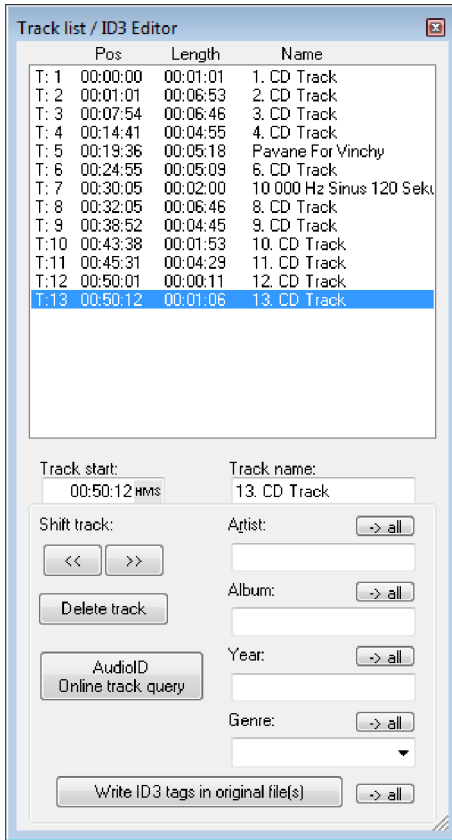 Track list / ID3 Editor
Pos Length Name
T: 1 00:00:00 00:01:01 1. CD Track
T: 2 00:01:01 00:06:53 2. CD Track
T: 3 00:07:54 00:06:46 3. CD Track
T: 4 00:14:41 00:04:55 4. CD Track
T: 5 00:19:36 00:05:18 Pavane For Vinchy
T: 6 00:24:55 00:05:09 6. CD Track
T: 7 00:30:05 00:02:00 10 000 Hz Sinus 120 Seku
T: 8 00:32:05 00:06:46 8. CD Track
T: 9 00:38:52 00:04:45 9. CD Track
T:10 00:43:38 00:01:53 10. CD Track
T:11 00:45:31 00:04:29 11. CD Track
T:12 00:50:01 00:00:11 12. CD Track
T:13 00:50:12 00:01:06 13. CD Track
Track start: Track name:
00:50:12 HMS 13. CD Track
Shift track: Artist: -> all
<< >>
Album: -> all
Delete track
Year: -> all
AudioID
Online track query
Genre: -> all
Write ID3 tags in original file(s) -> all